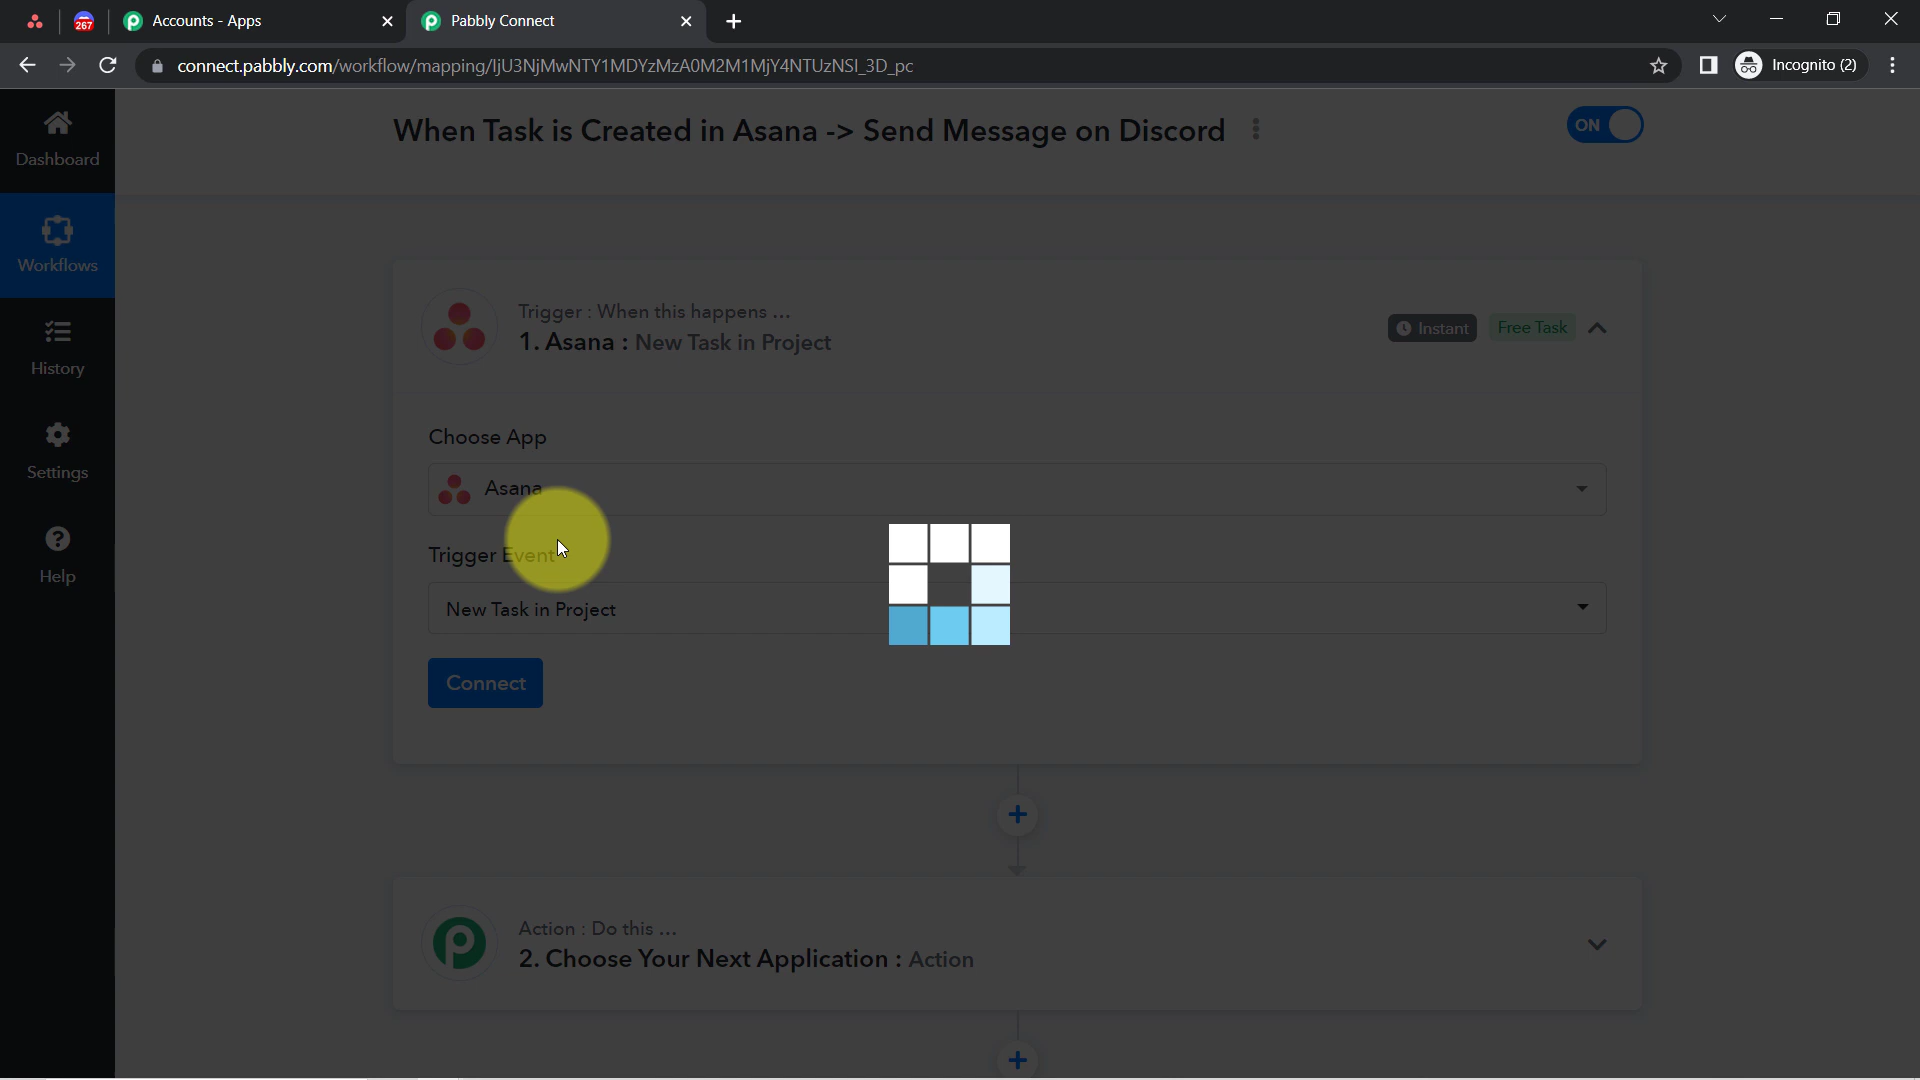 267
Accounts - Apps
Pabbly Connect
connect.pabbly.com/workflow/mapping/IjU3NjMwNTY1MDYzMzA0M2M1MjY4NTUzNSI_3D_pc
Incognito (2)
Dashboard
Workflows
History
Settings
Help
When Task is Created in Asana -> Send Message on Discord
ON
Trigger : When this happens ...
1. Asana : New Task in Project
Instant
Free Task
Choose App
Asana
Trigger Event
New Task in Project
Connect
Action : Do this ...
2. Choose Your Next Application : Action